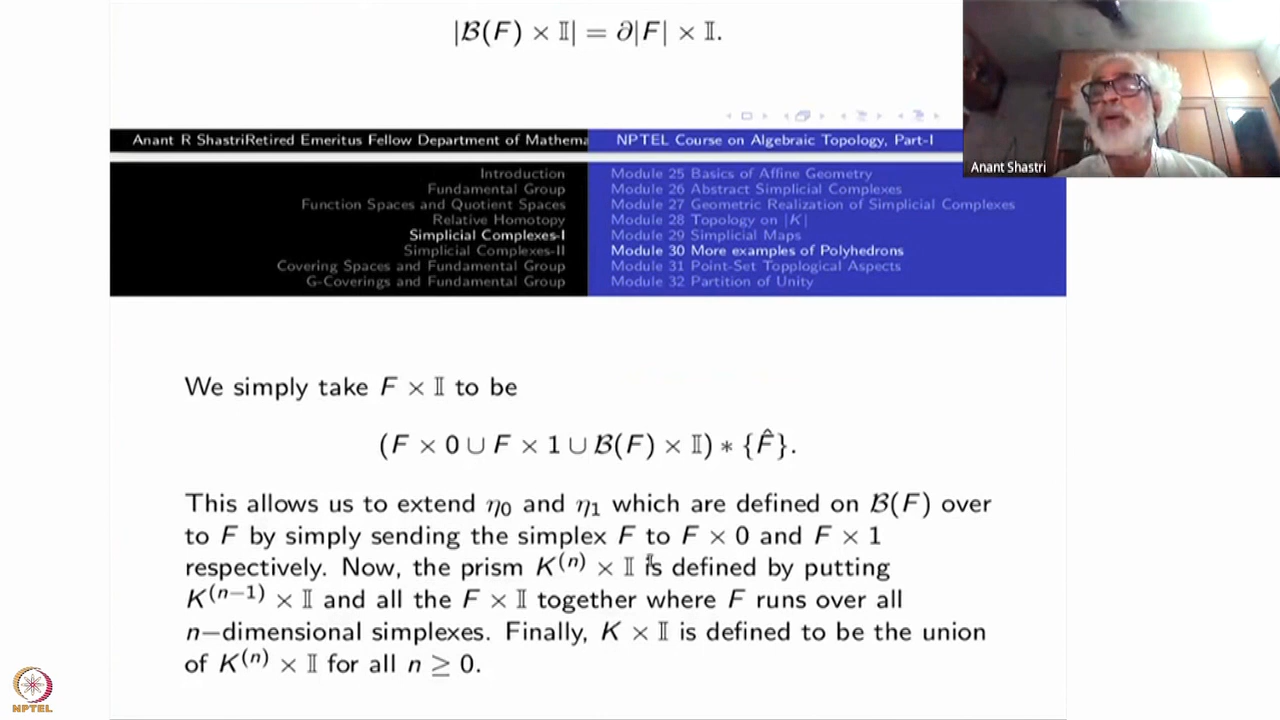 |ℬ(F) × 𝕀| = ∂|F| × 𝕀.
Anant Shastri
Anant R ShastriRetired Emeritus Fellow Department of Mathema
NPTEL Course on Algebraic Topology, Part-I
Introduction
Fundamental Group
Function Spaces and Quotient Spaces
Relative Homotopy
Simplicial Complexes-I
Simplicial Complexes-II
Covering Spaces and Fundamental Group
G-Coverings and Fundamental Group
Module 25 Basics of Affine Geometry
Module 26 Abstract Simplicial Complexes
Module 27 Geometric Realization of Simplicial Complexes
Module 28 Topology on |K|
Module 29 Simplicial Maps
Module 30 More examples of Polyhedrons
Module 31 Point-Set Topplogical Aspects
Module 32 Partition of Unity
We simply take F × 𝕀 to be
(F × 0 ∪ F × 1 ∪ ℬ(F) × 𝕀) ∗ {F̂}.
This allows us to extend η₀ and η₁ which are defined on ℬ(F) over
to F by simply sending the simplex F to F × 0 and F × 1
respectively. Now, the prism K⁽ⁿ⁾ × 𝕀 is defined by putting
K⁽ⁿ⁻¹⁾ × 𝕀 and all the F × 𝕀 together where F runs over all
n−dimensional simplexes. Finally, K × 𝕀 is defined to be the union
of K⁽ⁿ⁾ × 𝕀 for all n ≥ 0.
NPTEL